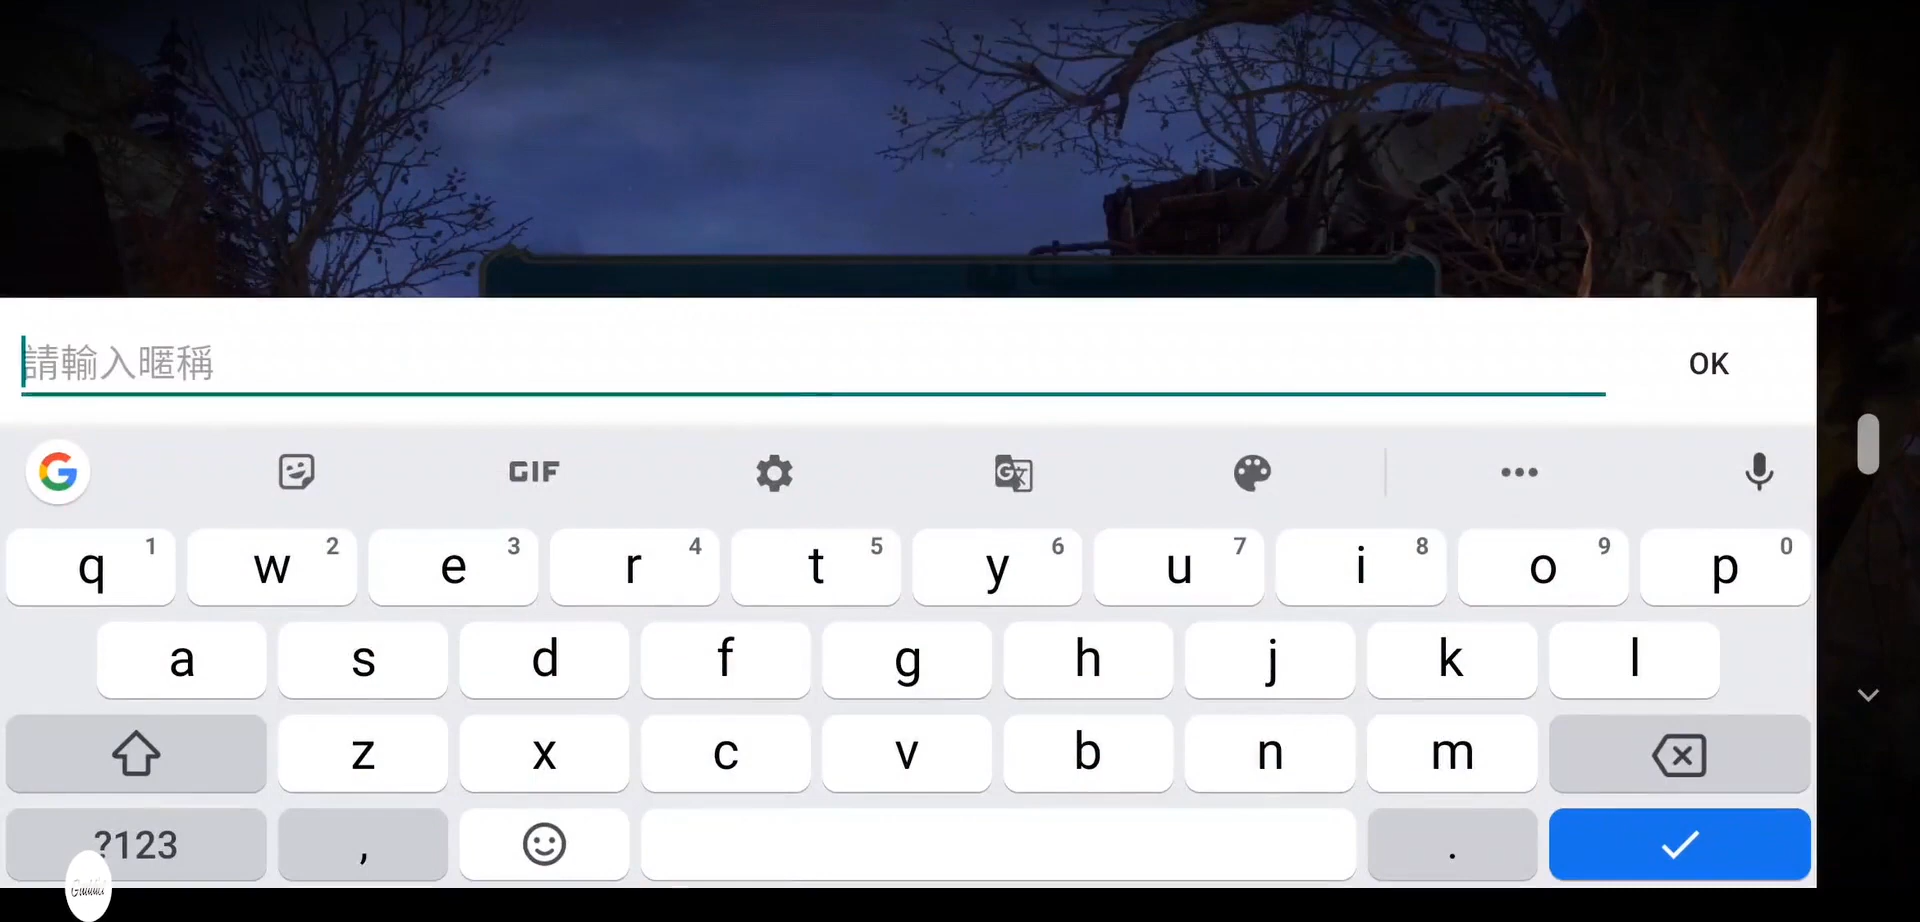 請輸入暱稱
OK
GIF
q 1 w 2 e 3 r 4 t 5 y 6 u 7 i 8 o 9 p 0
a s d f g h j k l
z x c v b n m
?123 , .